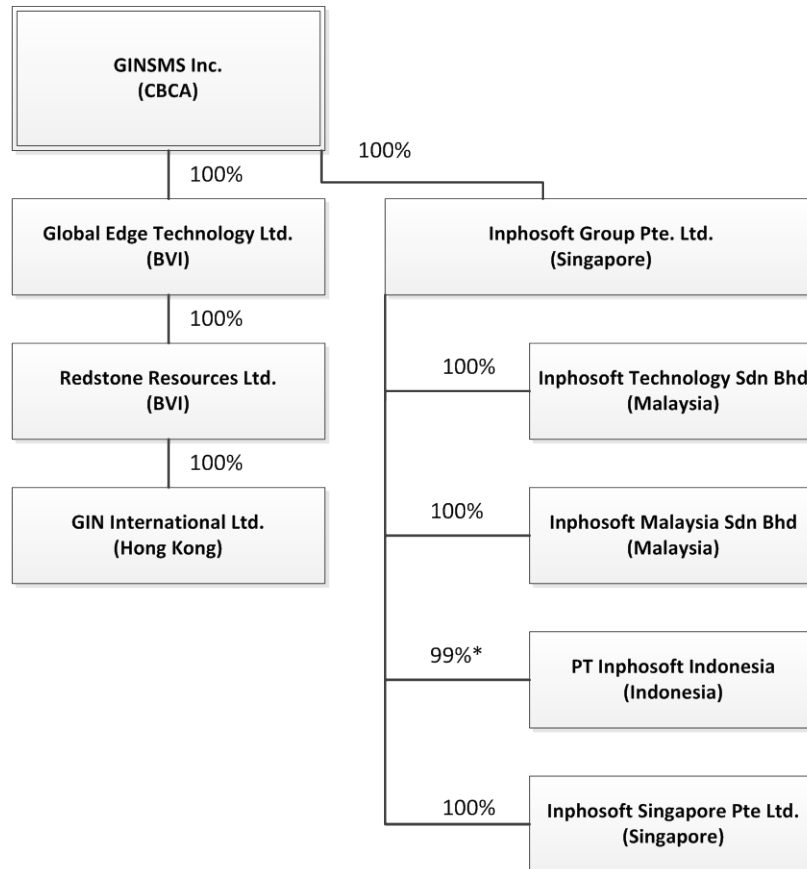 GINSMS Inc.
(CBCA)
100%
100%
Global Edge Technology Ltd.
(BVI)
Inphosoft Group Pte. Ltd.
(Singapore)
100%
Redstone Resources Ltd.
(BVI)
100%
Inphosoft Technology Sdn Bhd
(Malaysia)
100%
GIN International Ltd.
(Hong Kong)
100%
Inphosoft Malaysia Sdn Bhd
(Malaysia)
99%*
PT Inphosoft Indonesia
(Indonesia)
100%
Inphosoft Singapore Pte Ltd.
(Singapore)